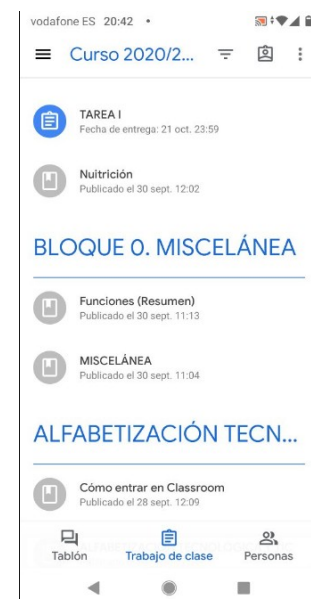 vodafone ES 20:42
Curso 2020/2...
TAREA I
Fecha de entrega: 21 oct. 23:59
Nuitrición
Publicado el 30 sept. 12:02
BLOQUE 0. MISCELÁNEA
Funciones (Resumen)
Publicado el 30 sept. 11:13
MISCELÁNEA
Publicado el 30 sept. 11:04
ALFABETIZACIÓN TECN...
Cómo entrar en Classroom
Publicado el 28 sept. 12:09
Tablón Trabajo de clase Personas